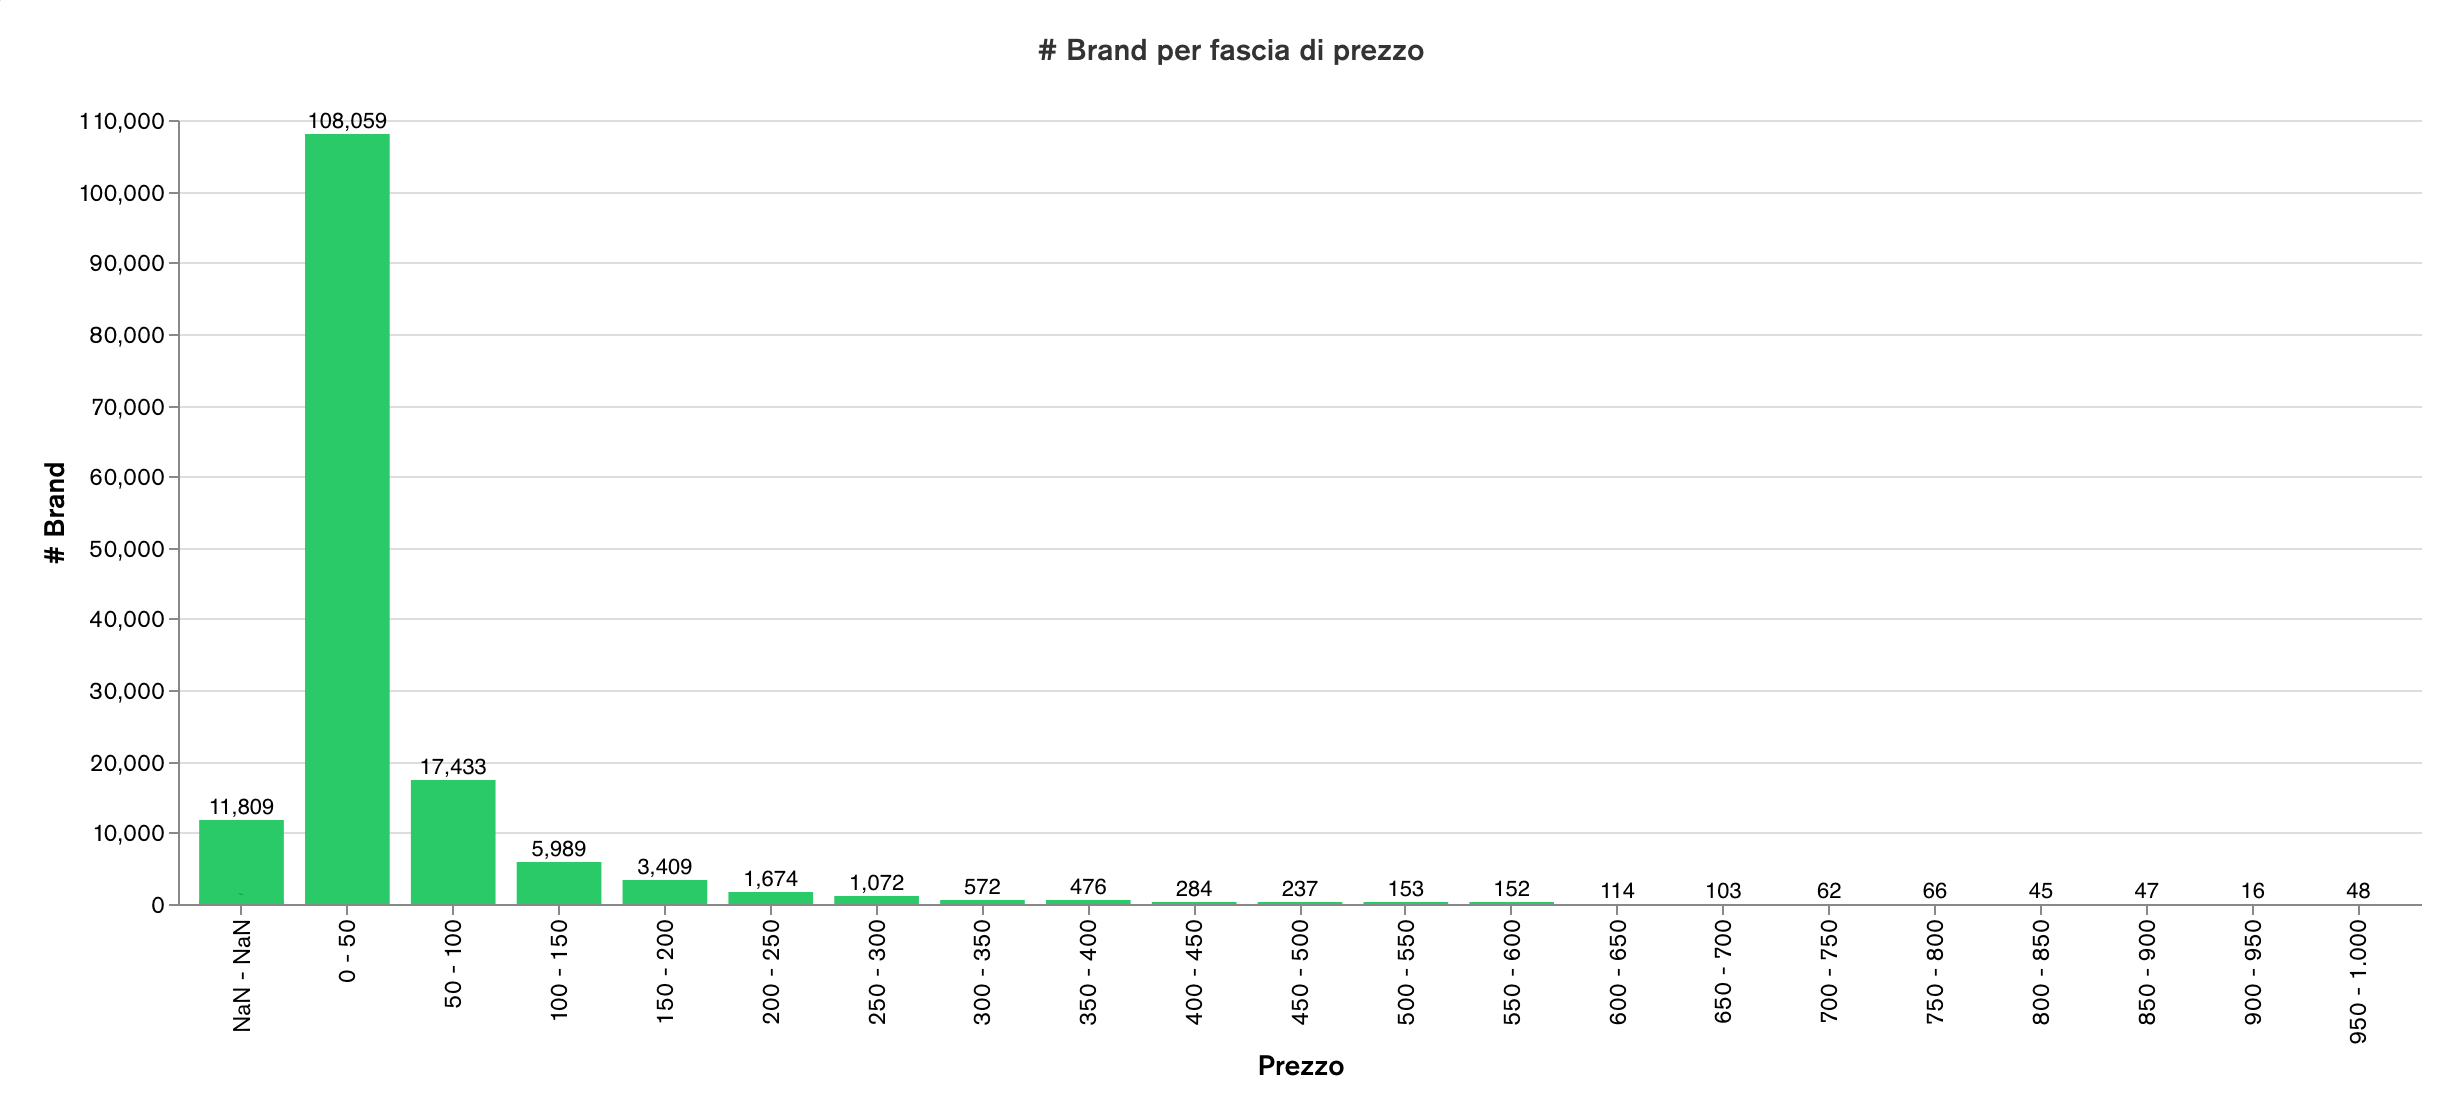 # Brand per fascia di prezzo
# Brand
110,000
100,000
90,000
80,000
70,000
60,000
50,000
40,000
30,000
20,000
10,000
0
11,809
108,059
17,433
5,989
3,409
1,674
1,072
572
476
284
237
153
152
114
103
62
66
45
47
16
48
NaN - NaN
0 - 50
50 - 100
100 - 150
150 - 200
200 - 250
250 - 300
300 - 350
350 - 400
400 - 450
450 - 500
500 - 550
550 - 600
600 - 650
650 - 700
700 - 750
750 - 800
800 - 850
850 - 900
900 - 950
950 - 1.000
Prezzo